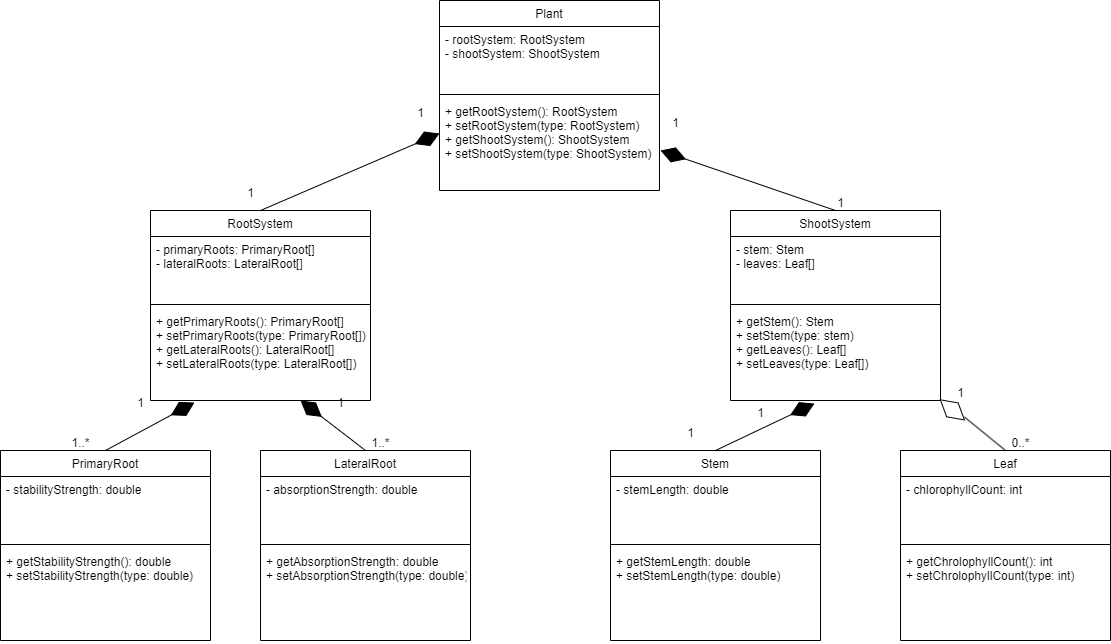 Plant
- rootSystem: RootSystem
- shootSystem: ShootSystem
+ getRootSystem(): RootSystem
+ setRootSystem(type: RootSystem)
+ getShootSystem(): ShootSystem
+ setShootSystem(type: ShootSystem)
1
1
1
1
RootSystem
- primaryRoots: PrimaryRoot[]
- lateralRoots: LateralRoot[]
+ getPrimaryRoots(): PrimaryRoot[]
+ setPrimaryRoots(type: PrimaryRoot[])
+ getLateralRoots(): LateralRoot[]
+ setLateralRoots(type: LateralRoot[])
ShootSystem
- stem: Stem
- leaves: Leaf[]
+ getStem(): Stem
+ setStem(type: stem)
+ getLeaves(): Leaf[]
+ setLeaves(type: Leaf[])
1
1
1
1
1..*
1..*
1
0..*
PrimaryRoot
- stabilityStrength: double
+ getStabilityStrength(): double
+ setStabilityStrength(type: double)
LateralRoot
- absorptionStrength: double
+ getAbsorptionStrength: double
+ setAbsorptionStrength(type: double)
Stem
- stemLength: double
+ getStemLength: double
+ setStemLength(type: double)
Leaf
- chlorophyllCount: int
+ getChrolophyllCount(): int
+ setChrolophyllCount(type: int)